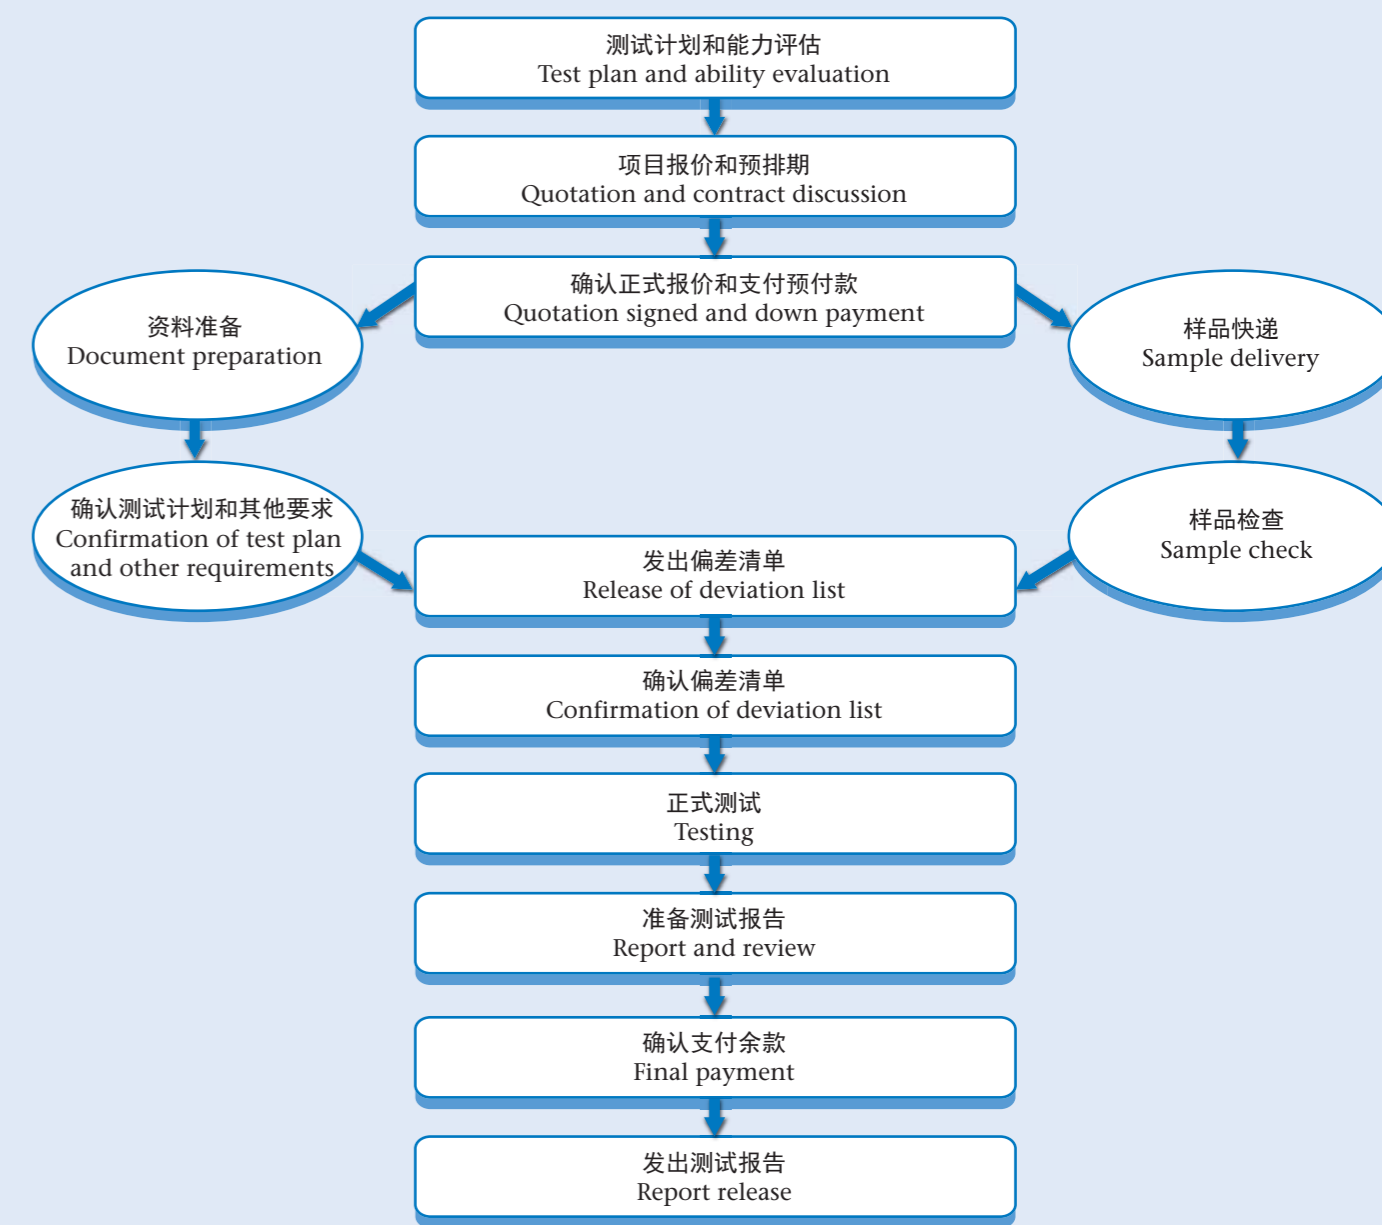 测试计划和能力评估
Test plan and ability evaluation
项目报价和预排期
Quotation and contract discussion
确认正式报价和支付预付款
Quotation signed and down payment
资料准备
Document preparation
样品快递
Sample delivery
确认测试计划和其他要求
Confirmation of test plan
and other requirements
样品检查
Sample check
发出偏差清单
Release of deviation list
确认偏差清单
Confirmation of deviation list
正式测试
Testing
准备测试报告
Report and review
确认支付余款
Final payment
发出测试报告
Report release